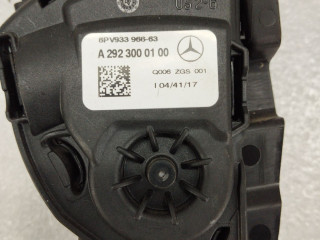 6PV933 966-63
A 292 300 01 00
Q006 ZGS 001
I 04/41/17